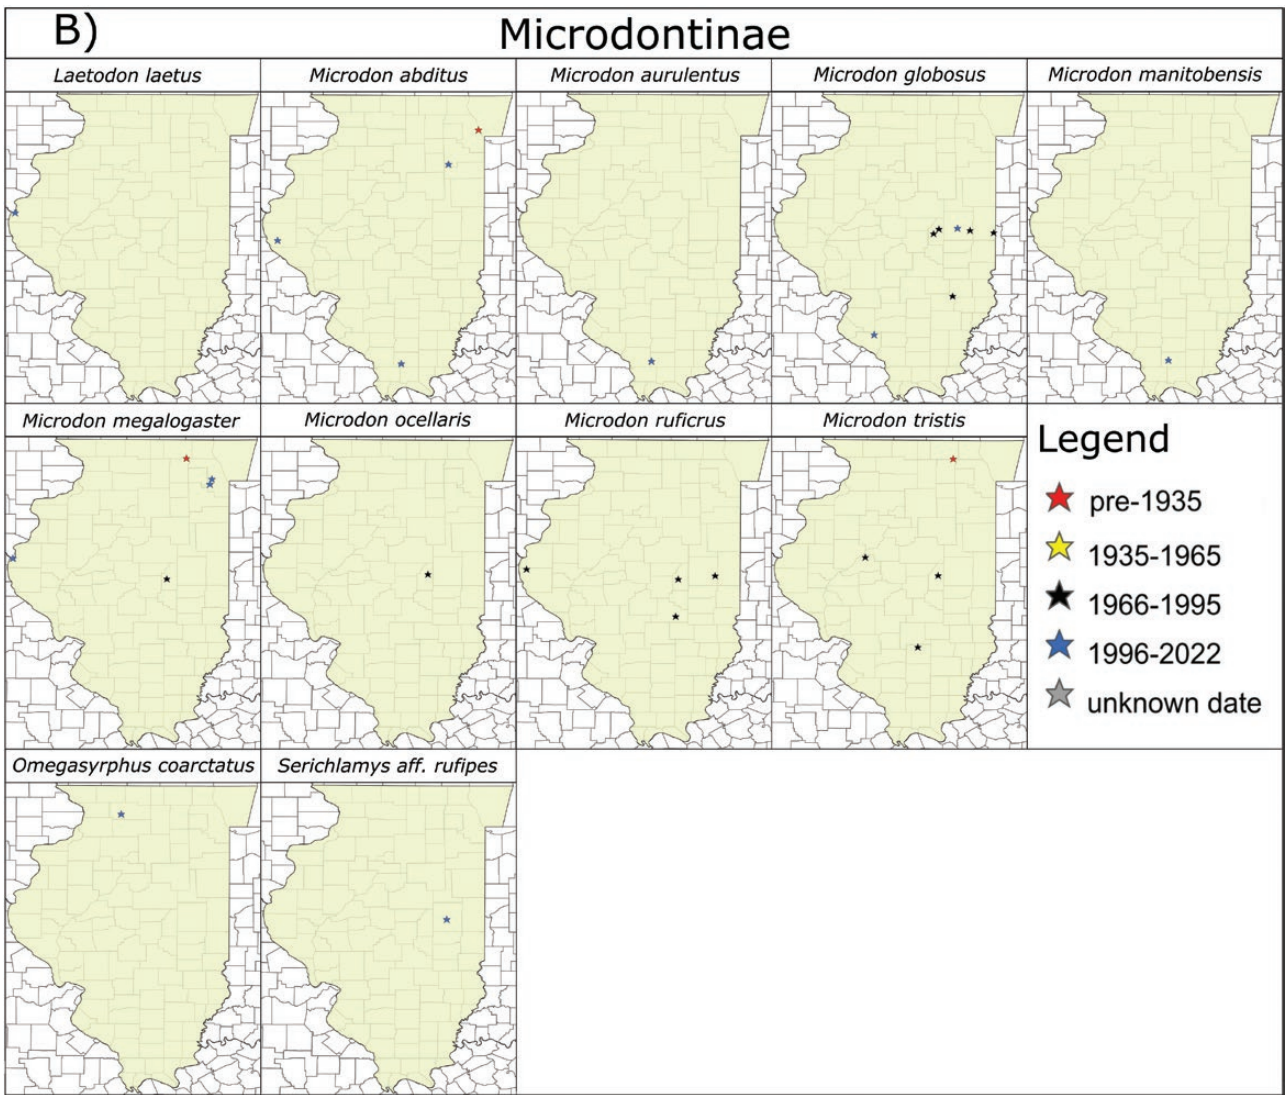 B)
Microdontinae
Laetodon laetus
Microdon abditus
Microdon aurulentus
Microdon globosus
Microdon manitobensis
Microdon megalogaster
Microdon ocellaris
Microdon ruficrus
Microdon tristis
Legend
pre-1935
1935-1965
1966-1995
1996-2022
unknown date
Omegasyrphus coarctatus
Serichlamys aff. rufipes